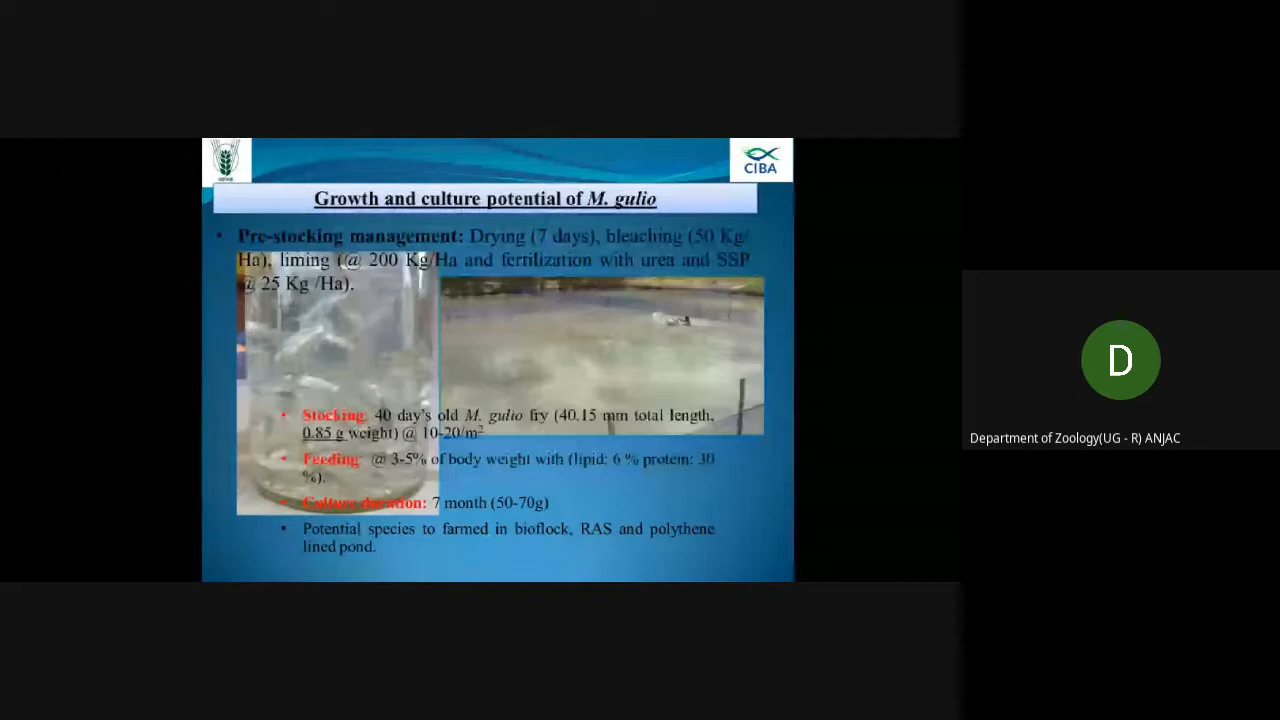 CIBA
Growth and culture potential of M. gulio
• Pre-stocking management: Drying (7 days), bleaching (50 Kg/
Ha), liming (@ 200 Kg/Ha and fertilization with urea and SSP
@ 25 Kg /Ha).
• Stocking: 40 day's old M. gulio fry (40.15 mm total length,
0.85 g weight) @ 10-20/m²
• Feeding: @ 3-5% of body weight with (lipid: 6 % protein: 30
%).
• Culture duration: 7 month (50-70g)
• Potential species to farmed in bioflock, RAS and polythene
lined pond.
D
Department of Zoology(UG - R) ANJAC